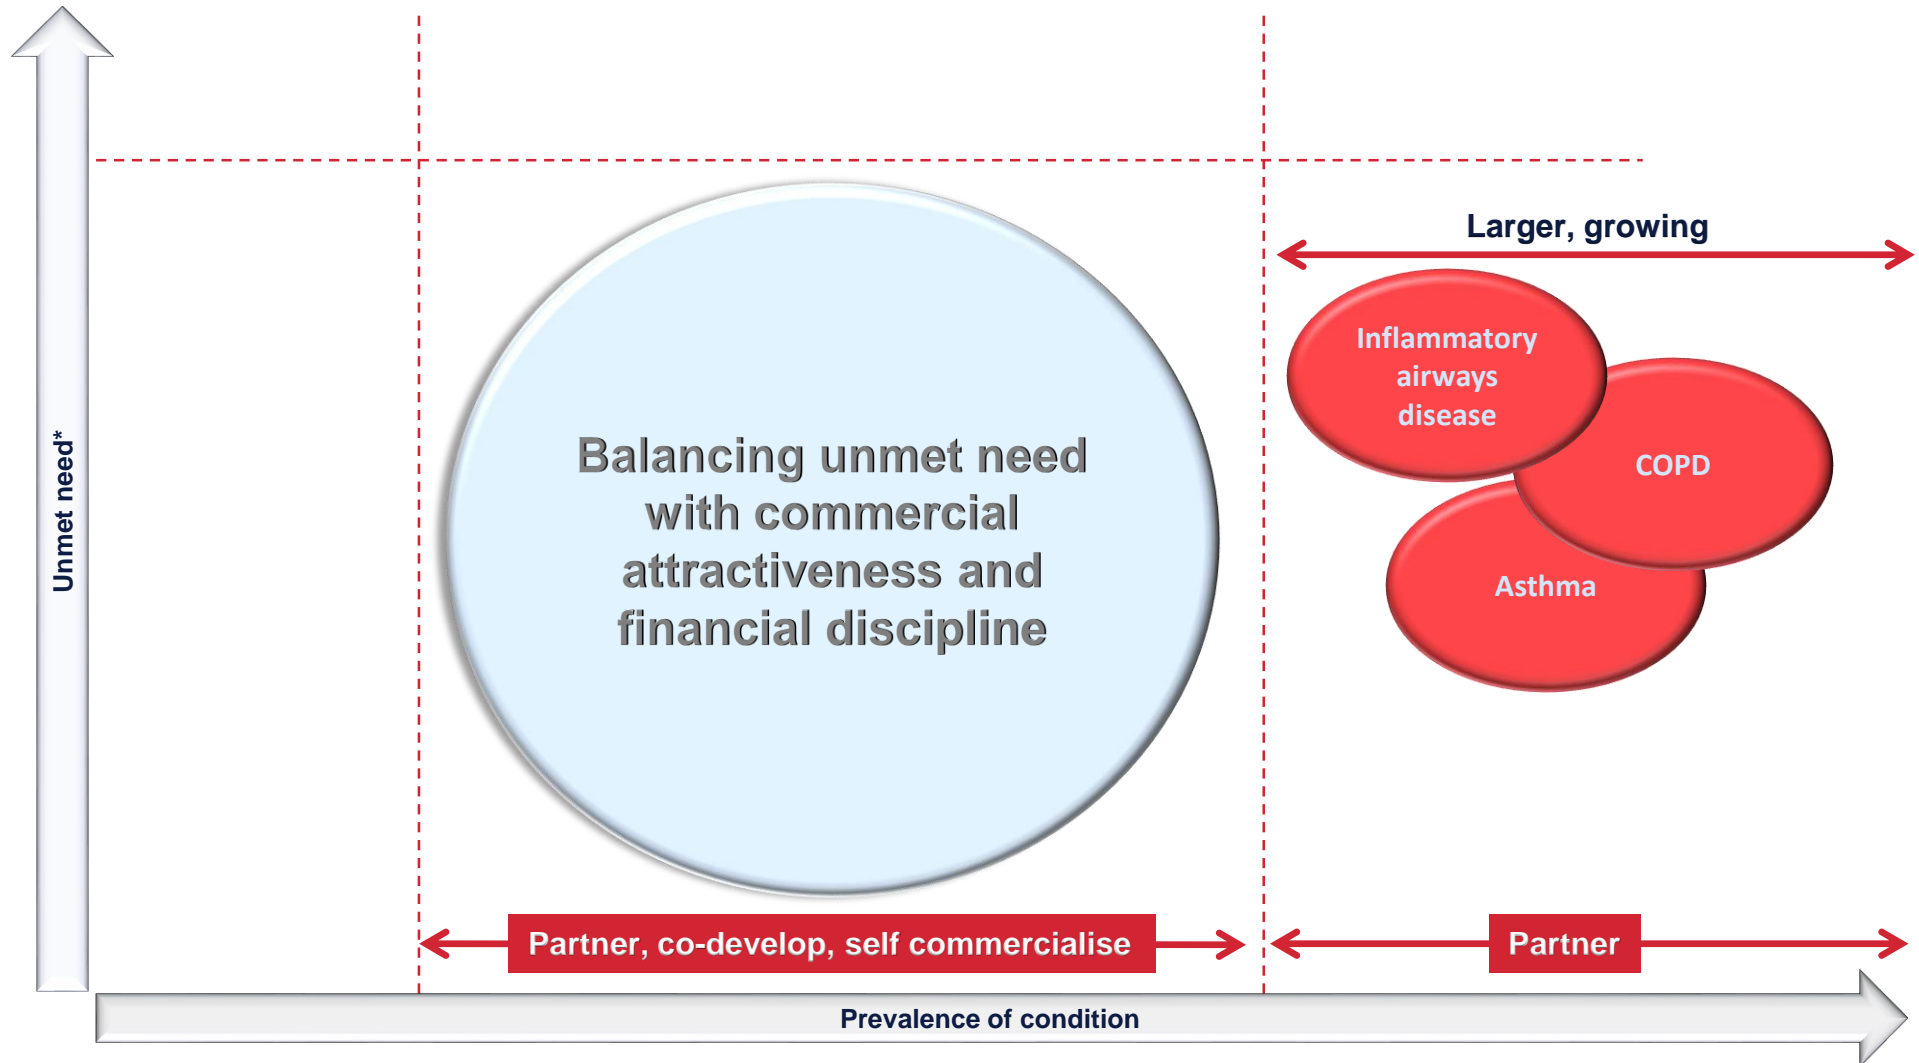 Unmet need*
Larger, growing
Inflammatory
airways
disease
COPD
Asthma
Balancing unmet need
with commercial
attractiveness and
financial discipline
Partner, co-develop, self commercialise
Partner
Prevalence of condition